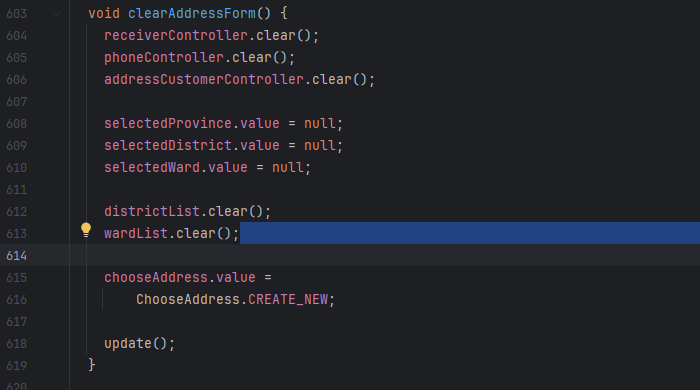 603 void clearAddressForm() {
604 receiverController.clear();
605 phoneController.clear();
606 addressCustomerController.clear();
607
608 selectedProvince.value = null;
609 selectedDistrict.value = null;
610 selectedWard.value = null;
611
612 districtList.clear();
613 wardList.clear();
614
615 chooseAddress.value =
616 ChooseAddress.CREATE_NEW;
617
618 update();
619 }
620